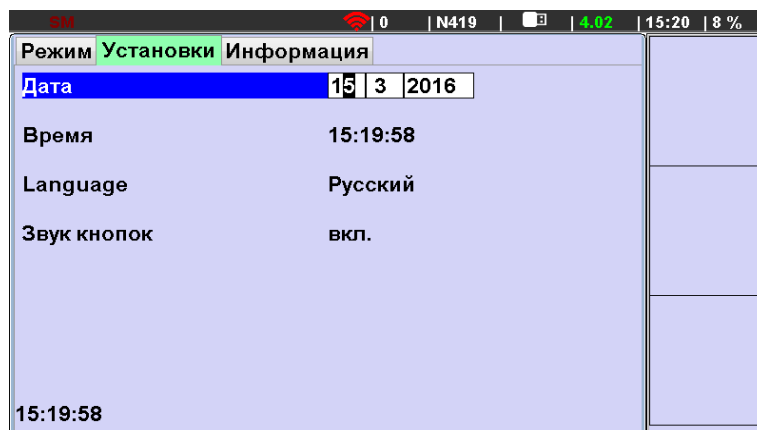 SM | 0 | N419 | | 4.02 | 15:20 | 8 %
Режим Установки Информация
Дата 15 3 2016
Время 15:19:58
Language Русский
Звук кнопок вкл.
15:19:58